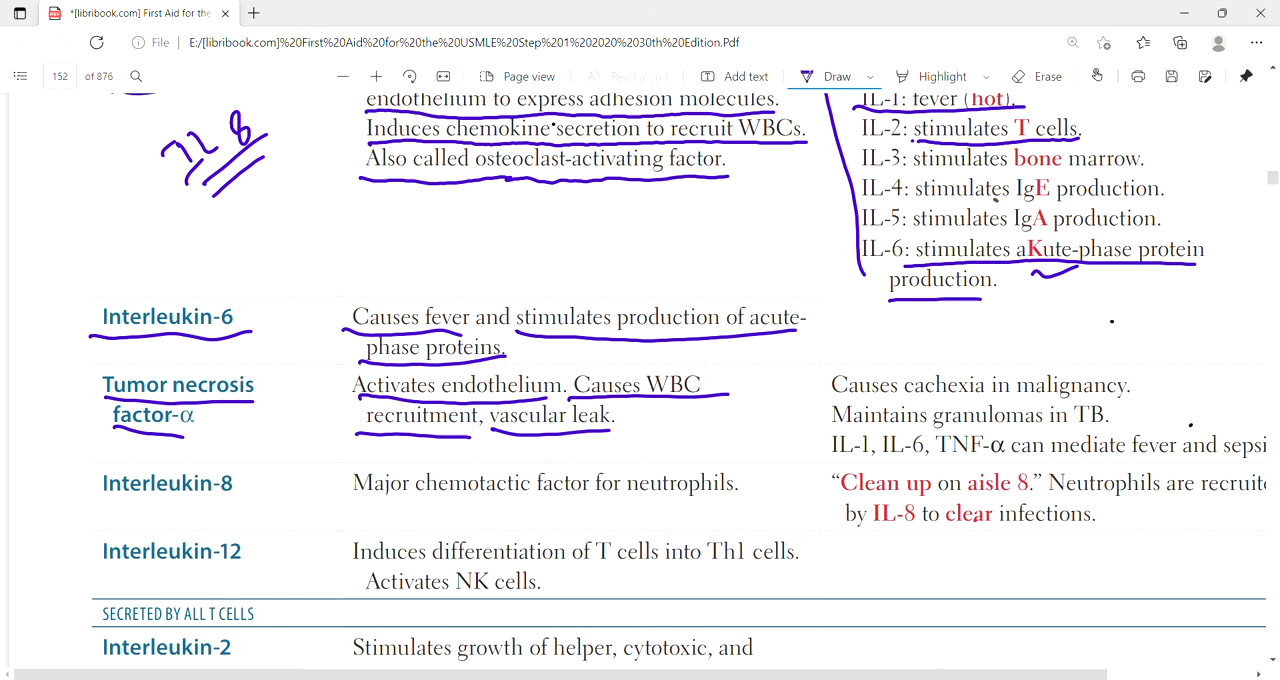 *[libribook.com] First Aid for the
File E:/[libribook.com]%20First%20Aid%20for%20the%20USMLE%20Step%201%202020%2030th%20Edition.Pdf
152 of 876 Page view Read aloud Add text Draw Highlight Erase
endothelium to express adhesion molecules.
Induces chemokine secretion to recruit WBCs.
Also called osteoclast-activating factor.
IL 8
IL-1: fever (hot).
IL-2: stimulates T cells.
IL-3: stimulates bone marrow.
IL-4: stimulates IgE production.
IL-5: stimulates IgA production.
IL-6: stimulates aKute-phase protein
production.
Interleukin-6
Causes fever and stimulates production of acute-
phase proteins.
Tumor necrosis
factor-α
Activates endothelium. Causes WBC
recruitment, vascular leak.
Causes cachexia in malignancy.
Maintains granulomas in TB.
IL-1, IL-6, TNF-α can mediate fever and sepsi
Interleukin-8
Major chemotactic factor for neutrophils.
“Clean up on aisle 8.” Neutrophils are recruite
by IL-8 to clear infections.
Interleukin-12
Induces differentiation of T cells into Th1 cells.
Activates NK cells.
SECRETED BY ALL T CELLS
Interleukin-2
Stimulates growth of helper, cytotoxic, and